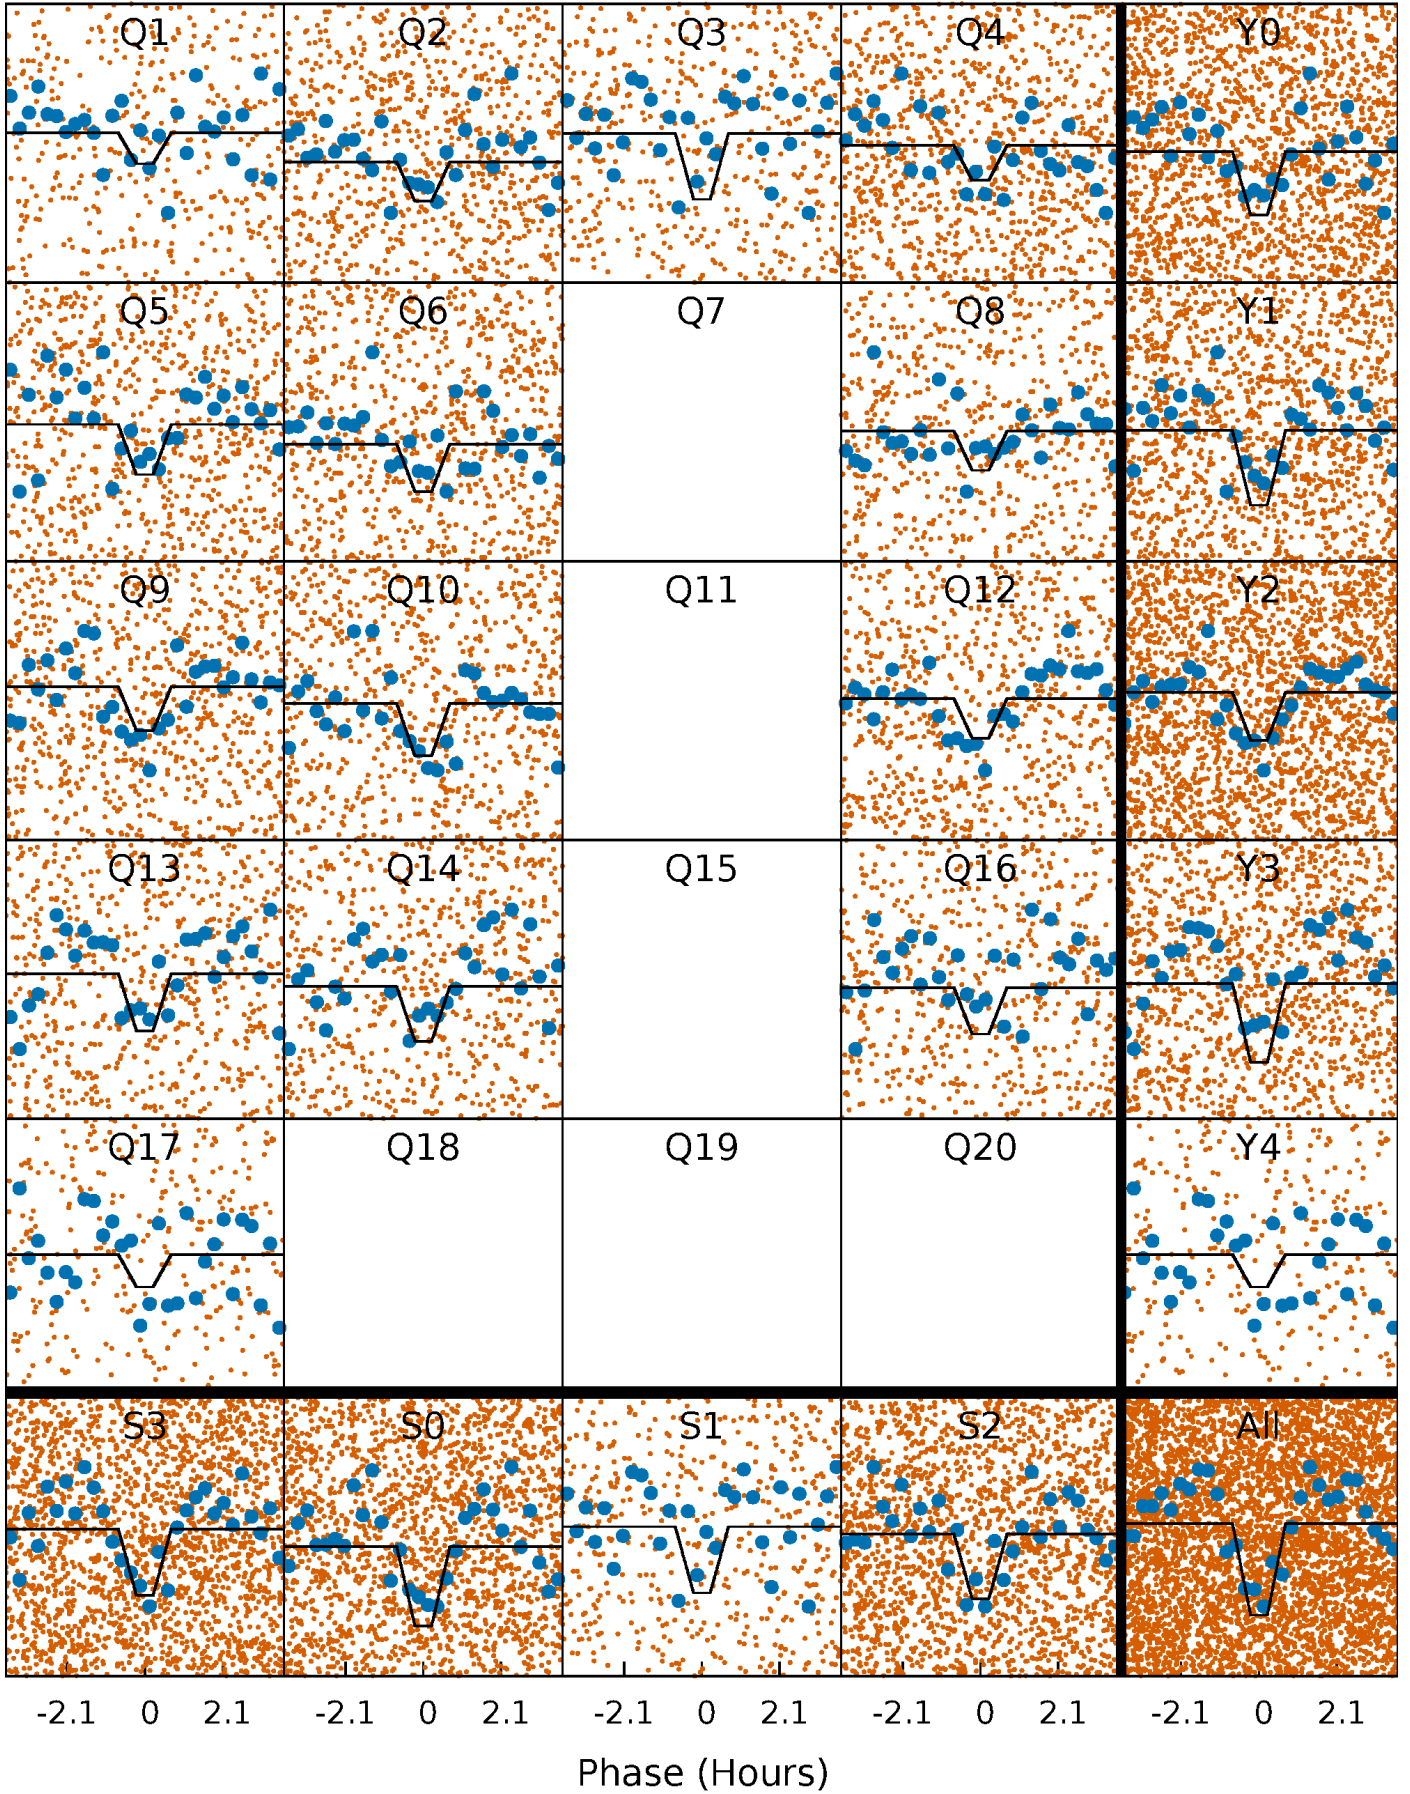 Q1 Q2 Q3 Q4 Y0
Q5 Q6 Q7 Q8 Y1
Q9 Q10 Q11 Q12 Y2
Q13 Q14 Q15 Q16 Y3
Q17 Q18 Q19 Q20 Y4
S3 S0 S1 S2 All
-2.1 0 2.1 -2.1 0 2.1 -2.1 0 2.1 -2.1 0 2.1 -2.1 0 2.1
Phase (Hours)